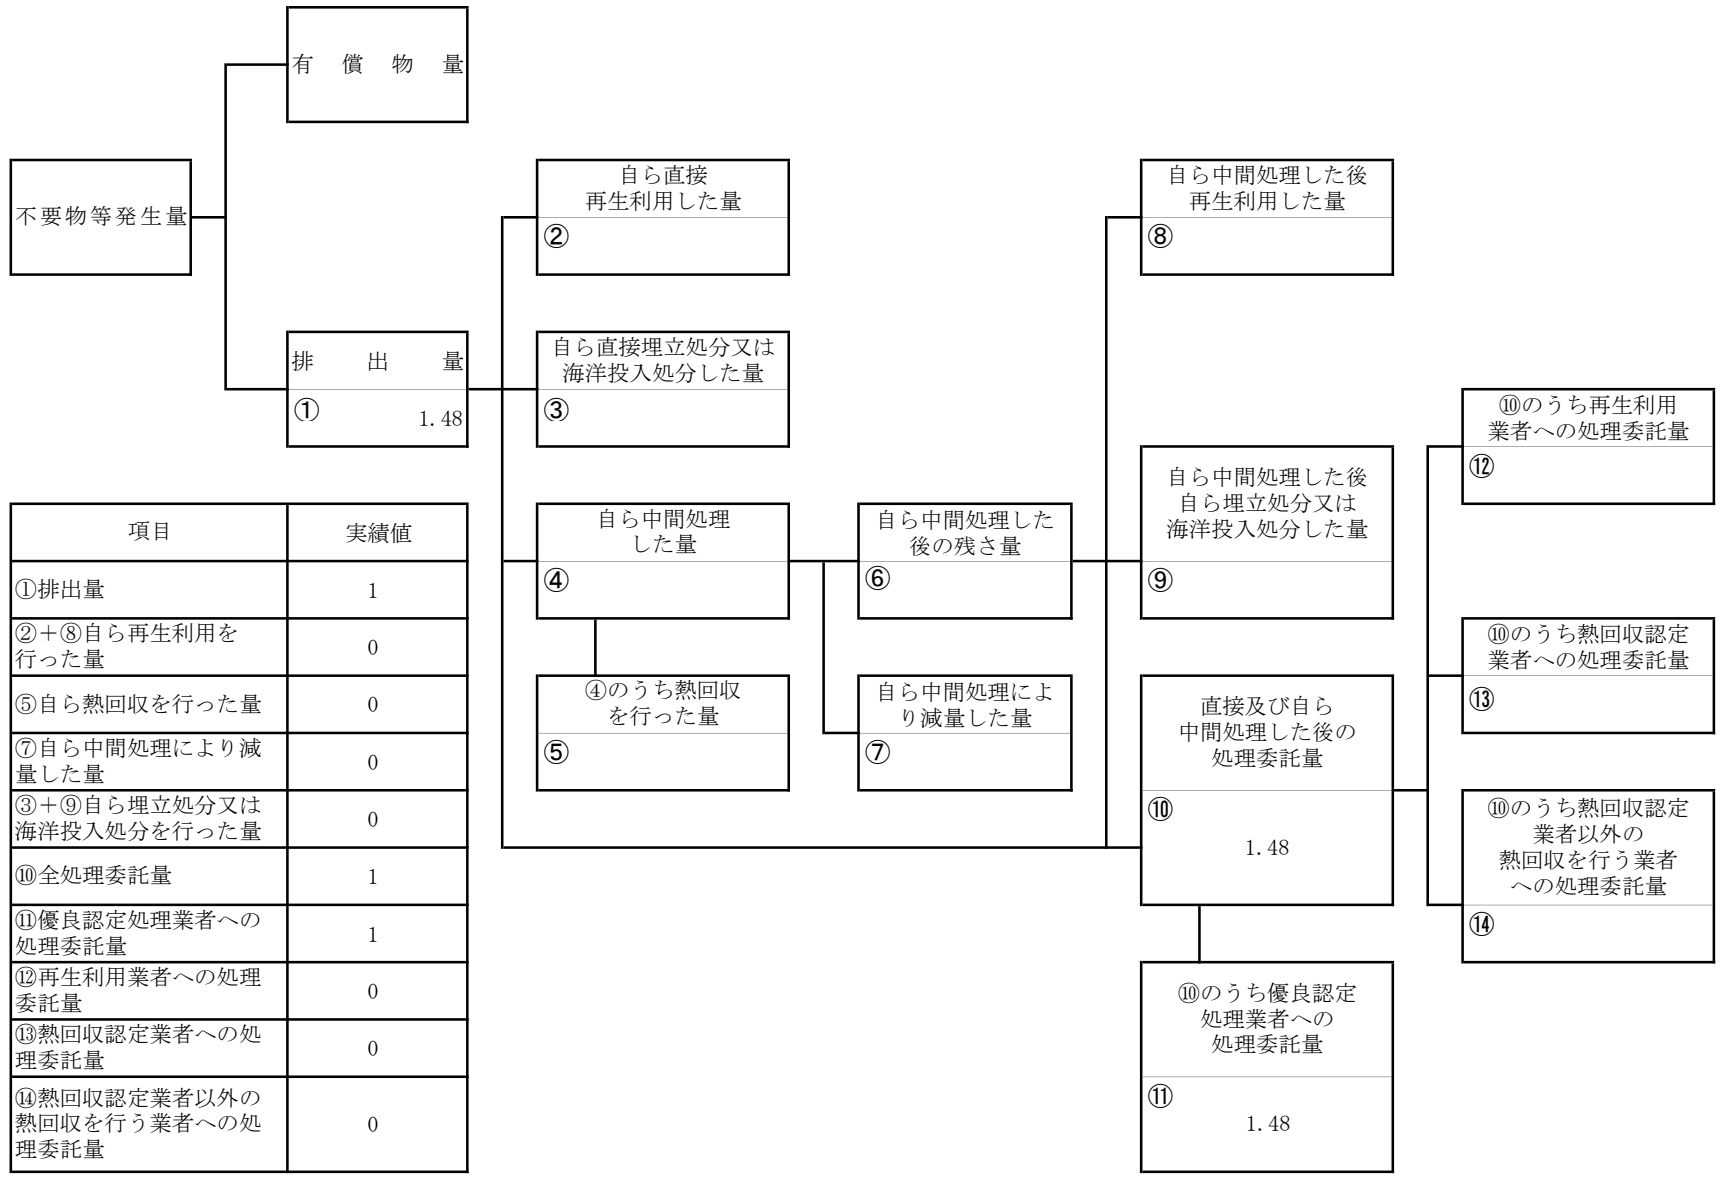 有償物量
不要物等発生量
排出量
①
1.48
自ら直接
再生利用した量
②
自ら直接埋立処分又は
海洋投入処分した量
③
自ら中間処理
した量
④
④のうち熱回収
を行った量
⑤
自ら中間処理した
後の残さ量
⑥
自ら中間処理によ
り減量した量
⑦
自ら中間処理した後
再生利用した量
⑧
自ら中間処理した後
自ら埋立処分又は
海洋投入処分した量
⑨
直接及び自ら
中間処理した後の
処理委託量
⑩
1.48
⑩のうち優良認定
処理業者への
処理委託量
⑪
1.48
⑩のうち再生利用
業者への処理委託量
⑫
⑩のうち熱回収認定
業者への処理委託量
⑬
⑩のうち熱回収認定
業者以外の
熱回収を行う業者
への処理委託量
⑭
項目 実績値
①排出量 1
②＋⑧自ら再生利用を
行った量 0
⑤自ら熱回収を行った量 0
⑦自ら中間処理により減
量した量 0
③＋⑨自ら埋立処分又は
海洋投入処分を行った量 0
⑩全処理委託量 1
⑪優良認定処理業者への
処理委託量 1
⑫再生利用業者への処理
委託量 0
⑬熱回収認定業者への処
理委託量 0
⑭熱回収認定業者以外の
熱回収を行う業者への処
理委託量 0